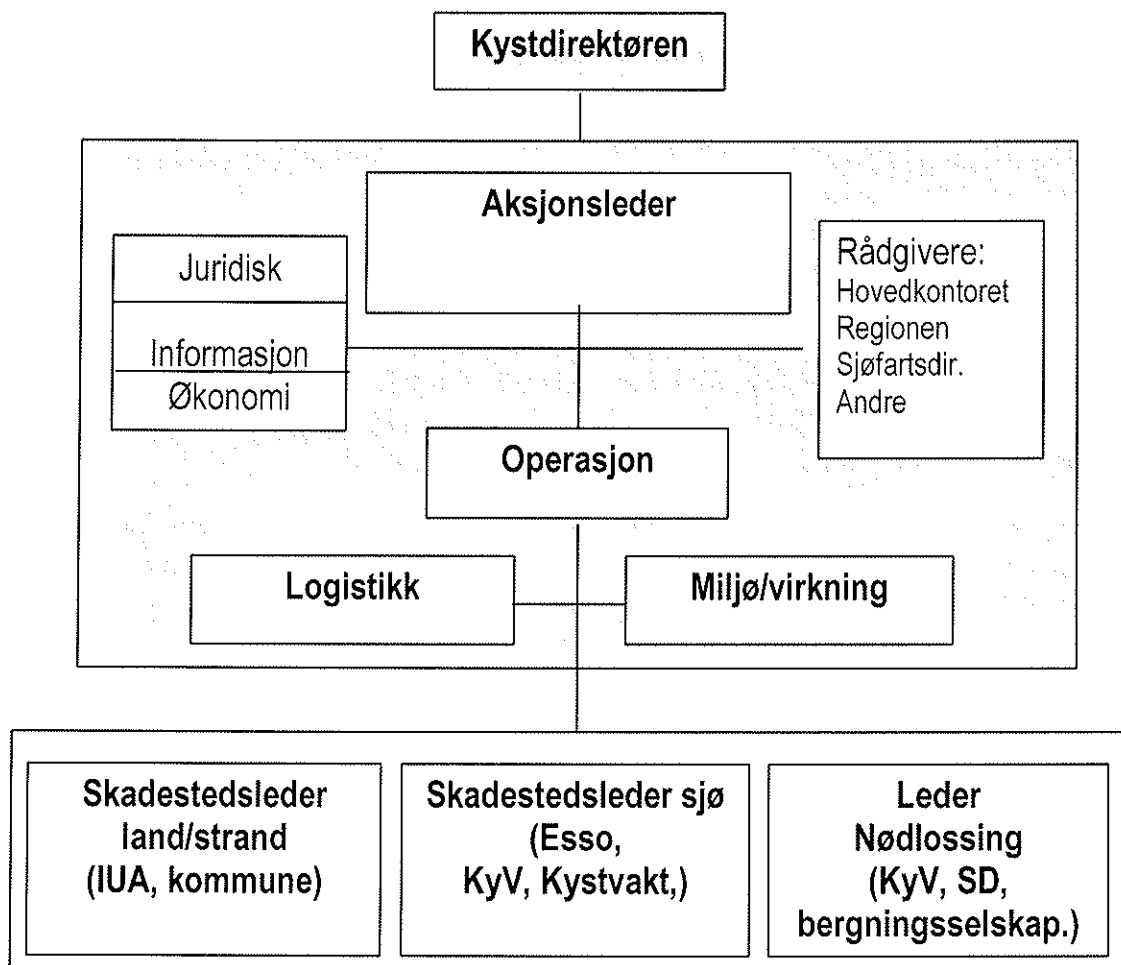 Kystdirektøren
Aksjonsleder
Juridisk
Informasjon
Økonomi
Rådgivere:
Hovedkontoret
Regionen
Sjøfartsdir.
Andre
Operasjon
Logistikk
Miljø/virkning
Skadestedsleder
land/strand
(IUA, kommune)
Skadestedsleder sjø
(Esso,
KyV, Kystvakt,)
Leder
Nødlossing
(KyV, SD,
bergningsselskap.)